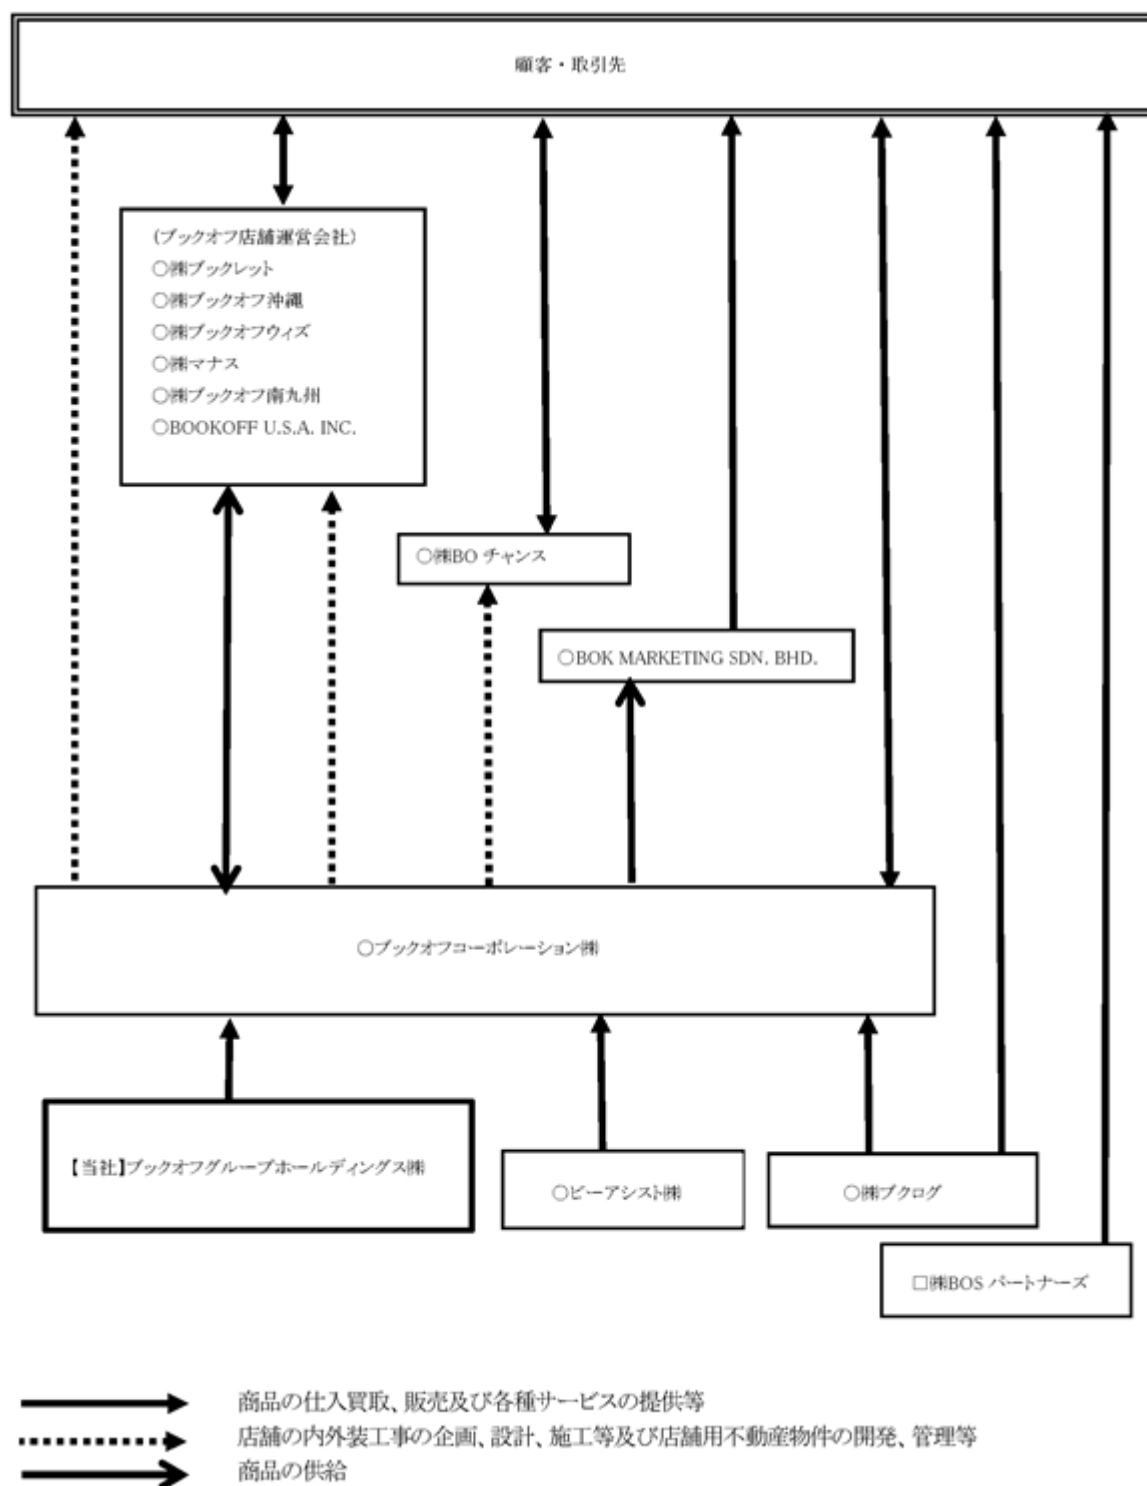 顧客・取引先
(ブックオフ店舗運営会社)
○㈱ブックレット
○㈱ブックオフ沖縄
○㈱ブックオフウィズ
○㈱マナス
○㈱ブックオフ南九州
○BOOKOFF U.S.A. INC.
○㈱BO チャンス
○BOK MARKETING SDN. BHD.
○ブックオフコーポレーション㈱
【当社】ブックオフグループホールディングス㈱
○ビーアシスト㈱
○㈱ブクログ
□㈱BOS パートナーズ
商品の仕入買取、販売及び各種サービスの提供等
店舗の内外装工事の企画、設計、施工等及び店舗用不動産物件の開発、管理等
商品の供給